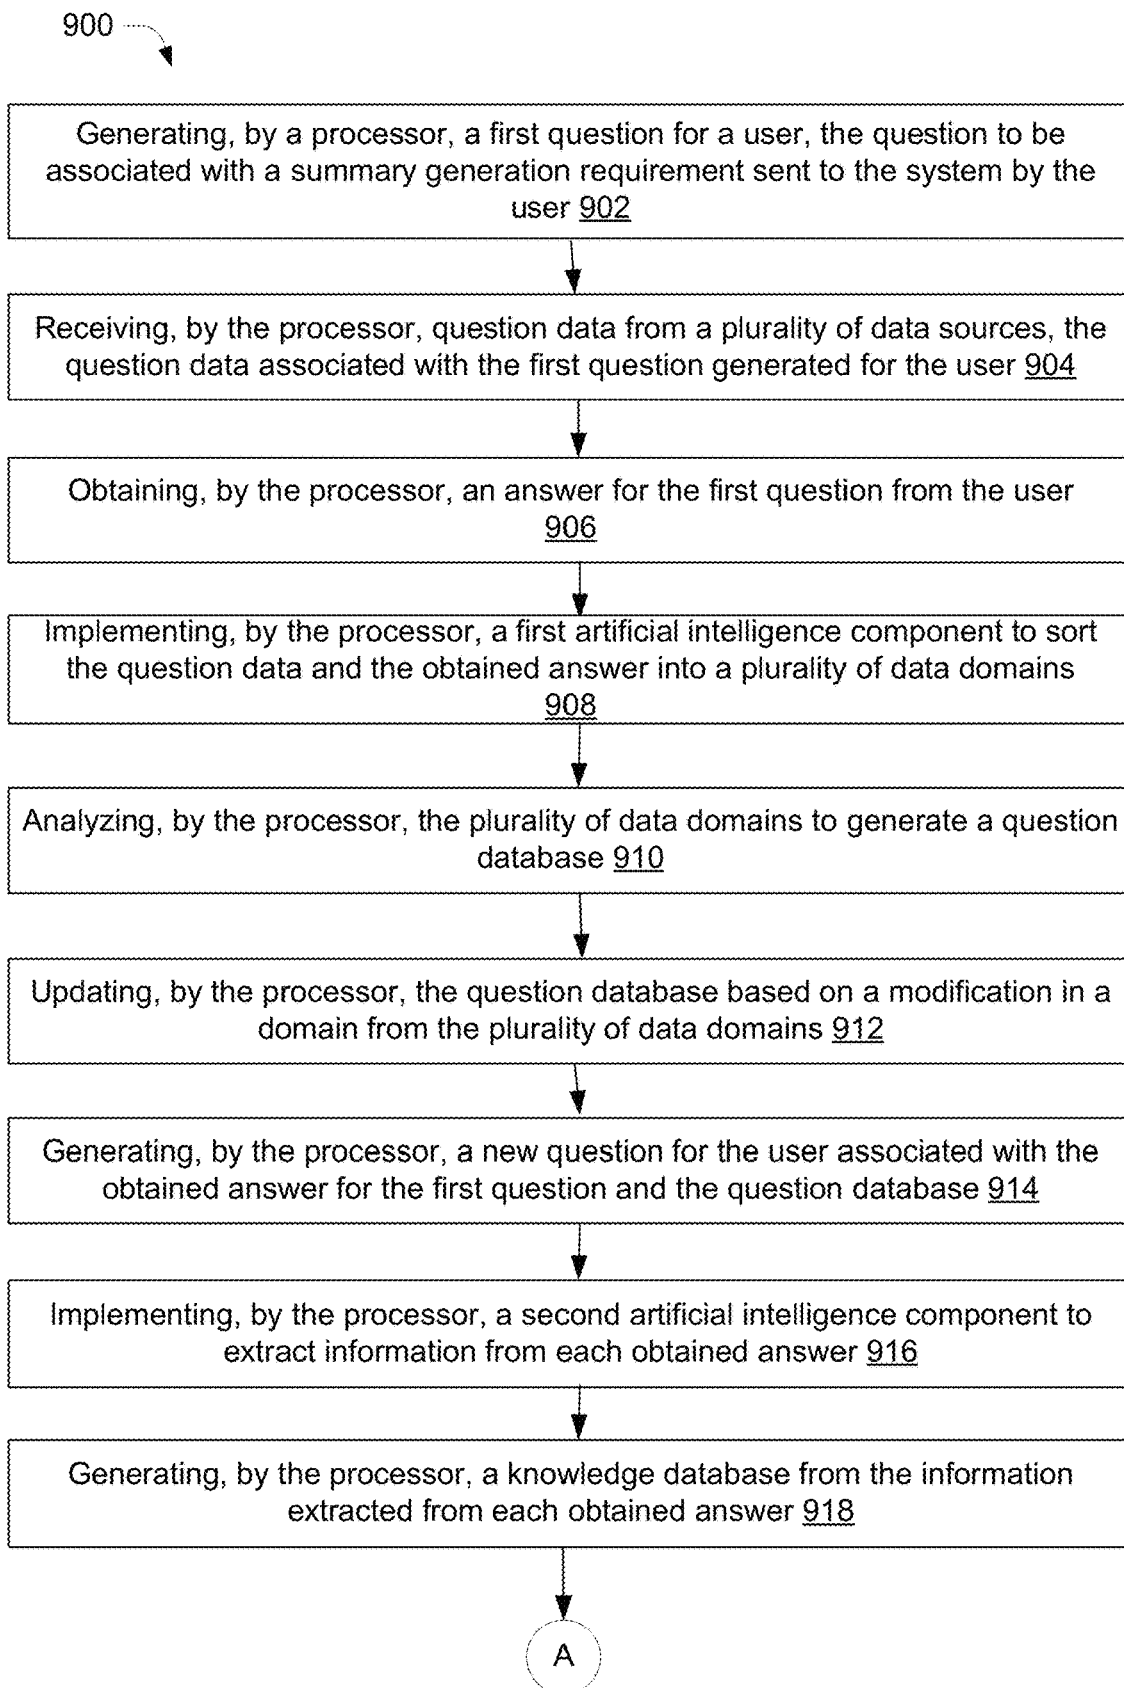 900
Generating, by a processor, a first question for a user, the question to be
associated with a summary generation requirement sent to the system by the
user 902
Receiving, by the processor, question data from a plurality of data sources, the
question data associated with the first question generated for the user 904
Obtaining, by the processor, an answer for the first question from the user
906
Implementing, by the processor, a first artificial intelligence component to sort
the question data and the obtained answer into a plurality of data domains
908
Analyzing, by the processor, the plurality of data domains to generate a question
database 910
Updating, by the processor, the question database based on a modification in a
domain from the plurality of data domains 912
Generating, by the processor, a new question for the user associated with the
obtained answer for the first question and the question database 914
Implementing, by the processor, a second artificial intelligence component to
extract information from each obtained answer 916
Generating, by the processor, a knowledge database from the information
extracted from each obtained answer 918
A